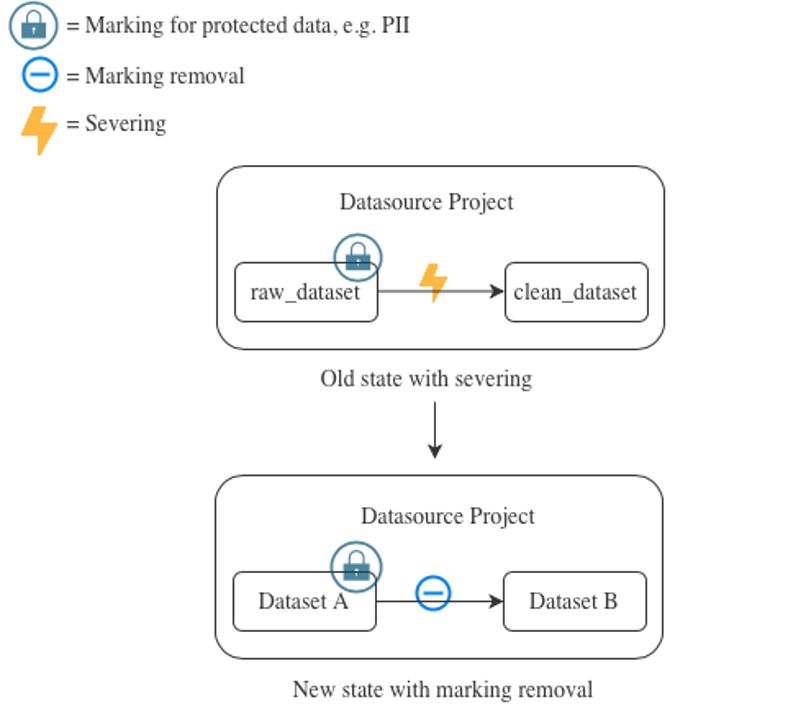 = Marking for protected data, e.g. PII
= Marking removal
= Severing
Datasource Project
raw_dataset
clean_dataset
Old state with severing
Datasource Project
Dataset A
Dataset B
New state with marking removal